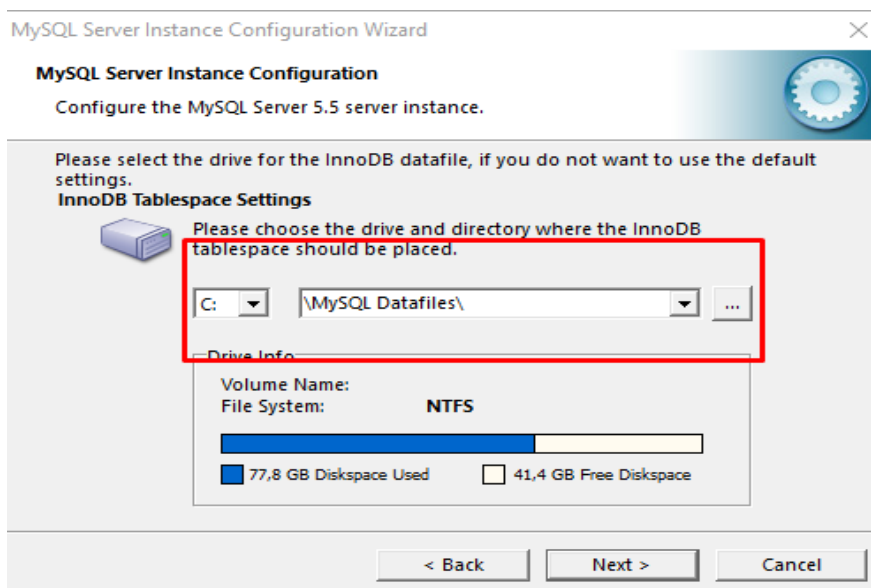 MySQL Server Instance Configuration Wizard
MySQL Server Instance Configuration
Configure the MySQL Server 5.5 server instance.
Please select the drive for the InnoDB datafile, if you do not want to use the default
settings.
InnoDB Tablespace Settings
Please choose the drive and directory where the InnoDB
tablespace should be placed.
C: \MySQL Datafiles\ ...
Drive Info
Volume Name:
File System: NTFS
77,8 GB Diskspace Used 41,4 GB Free Diskspace
< Back Next > Cancel